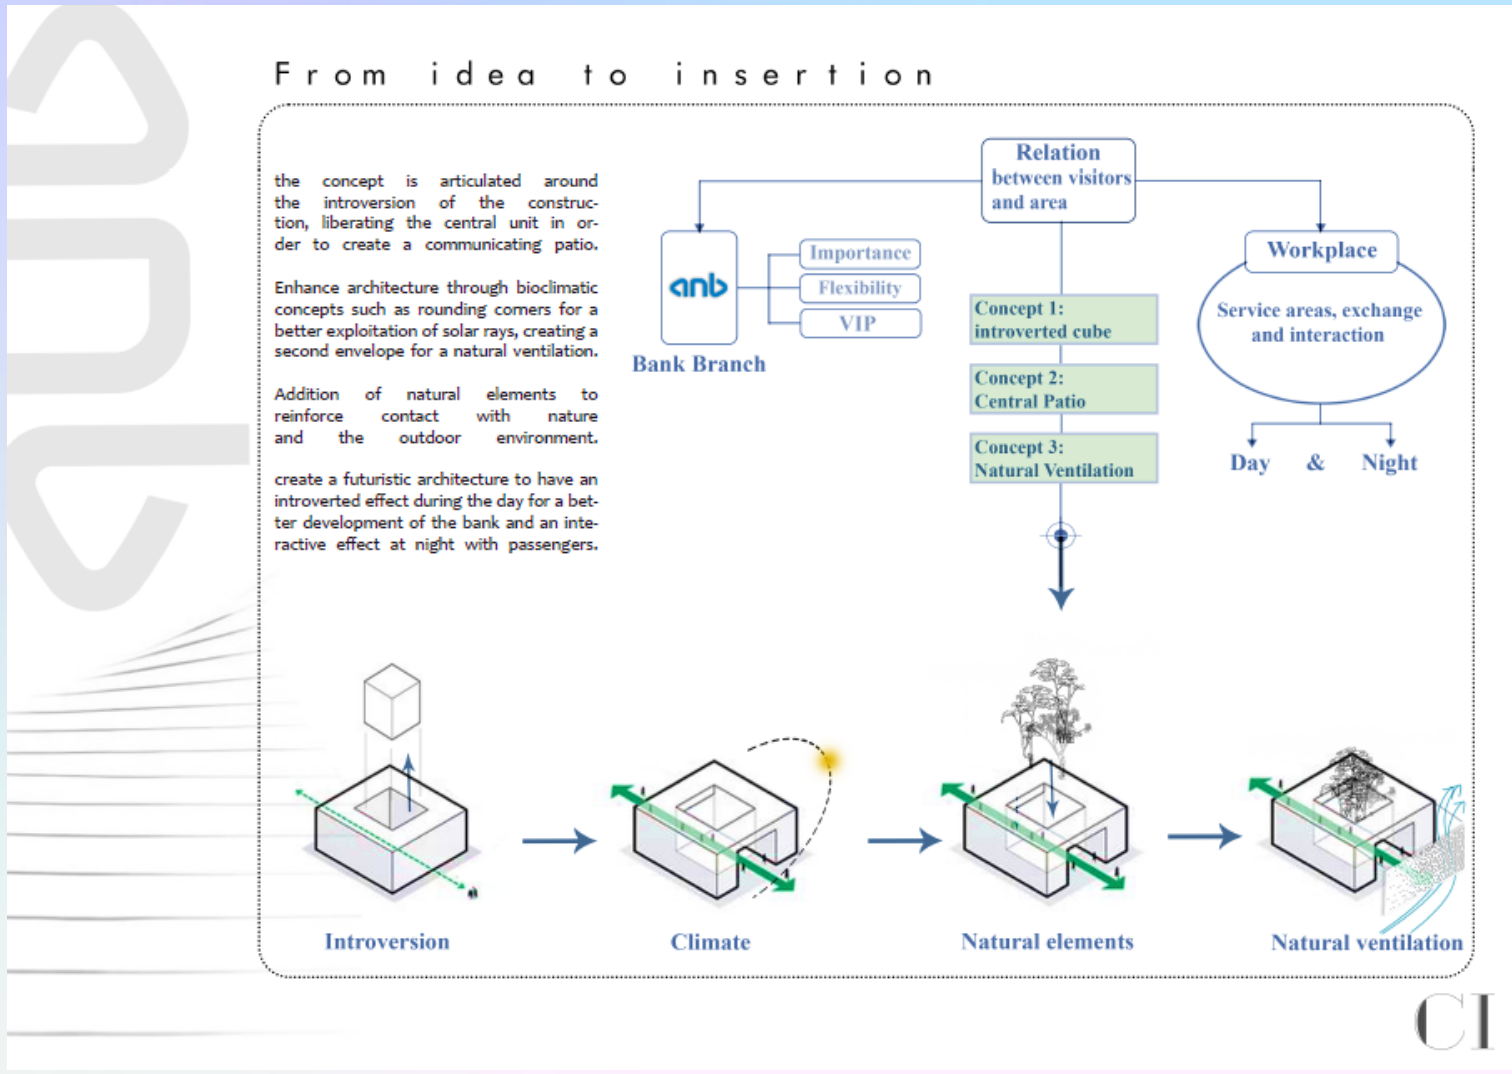 From idea to insertion
the concept is articulated around
the introversion of the construc-
tion, liberating the central unit in or-
der to create a communicating patio.
Enhance architecture through bioclimatic
concepts such as rounding corners for a
better exploitation of solar rays, creating a
second envelope for a natural ventilation.
Addition of natural elements to
reinforce contact with nature
and the outdoor environment.
create a futuristic architecture to have an
introverted effect during the day for a bet-
ter development of the bank and an inte-
ractive effect at night with passengers.
Relation
between visitors
and area
anb
Bank Branch
Importance
Flexibility
VIP
Concept 1:
introverted cube
Concept 2:
Central Patio
Concept 3:
Natural Ventilation
Workplace
Service areas, exchange
and interaction
Day & Night
Introversion
Climate
Natural elements
Natural ventilation
CI
anb